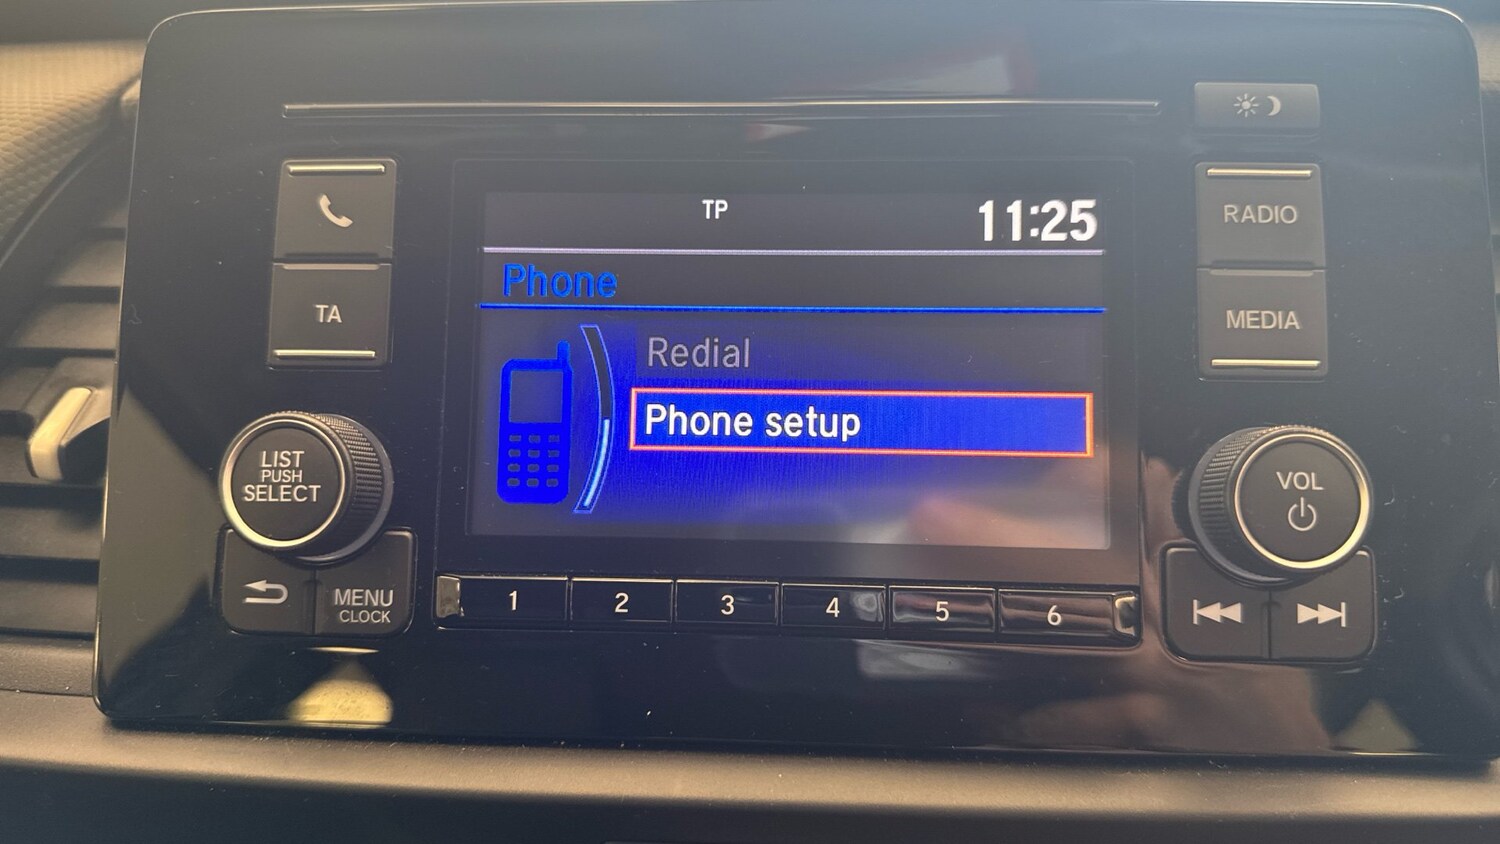 TP 11:25
Phone
Redial
Phone setup
TA
LIST
PUSH
SELECT
MENU
CLOCK
1 2 3 4 5 6
RADIO
MEDIA
VOL